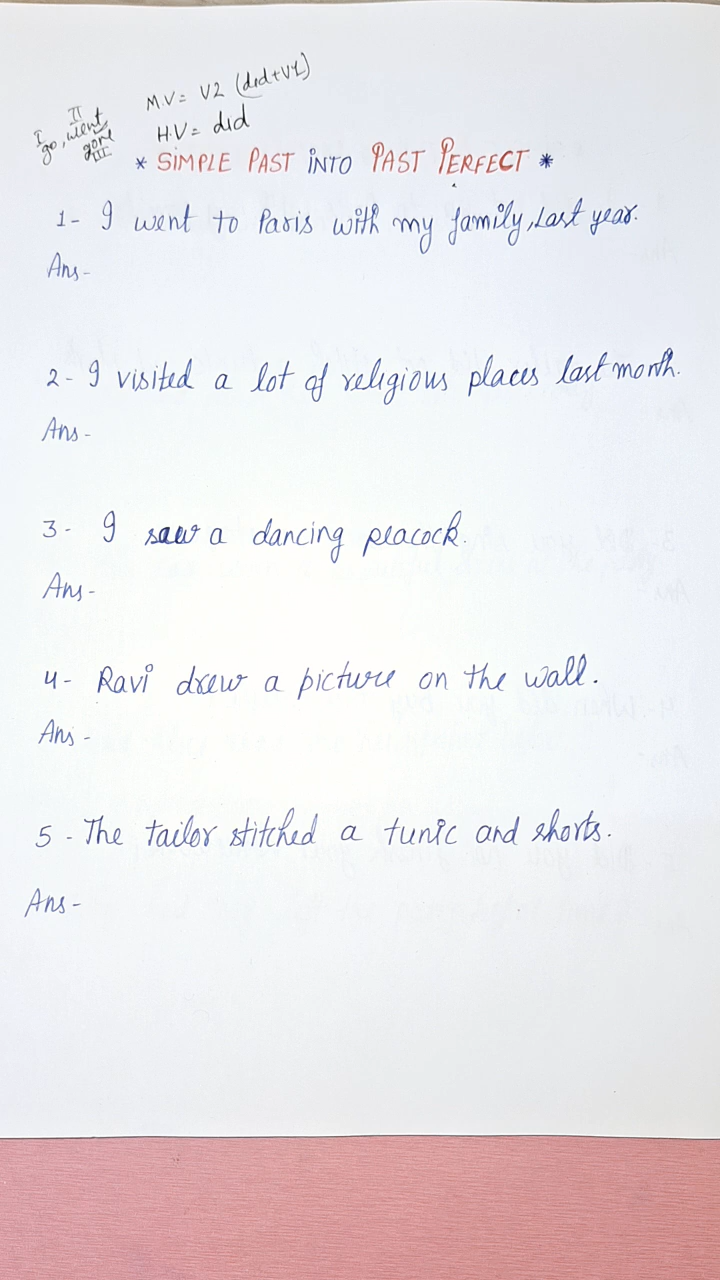 M.V = V2 (did+V1)
H.V = did
I II
go, went,
gone
III
* SIMPLE PAST INTO PAST PERFECT *
1- I went to Paris with my family, Last year.
Ans-
2- I visited a lot of religious places last month.
Ans-
3- I saw a dancing peacock.
Ans-
4- Ravi drew a picture on the wall.
Ans-
5- The tailor stitched a tunic and shorts.
Ans-